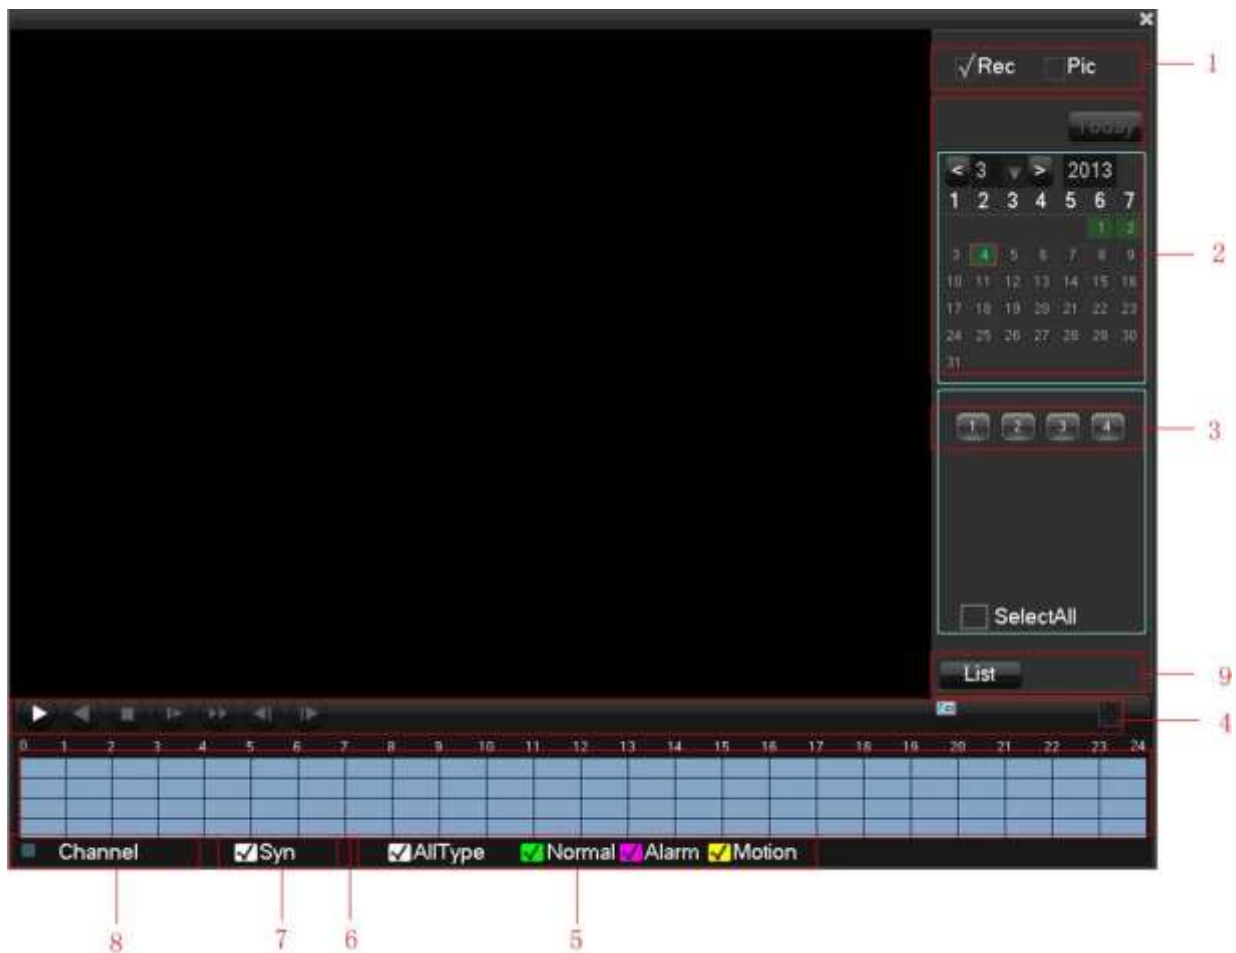 Rec Pic 1
Today
< 3 > 2013
1 2 3 4 5 6 7
1 2
3 4 5 6 7 8 9 2
10 11 12 13 14 15 16
17 18 19 20 21 22 23
24 25 26 27 28 29 30
31
1 2 3 4 3
SelectAll
List 9
4
0 1 2 3 4 5 6 7 8 9 10 11 12 13 14 15 16 17 18 19 20 21 22 23 24
Channel Syn AllType Normal Alarm Motion
8 7 6 5